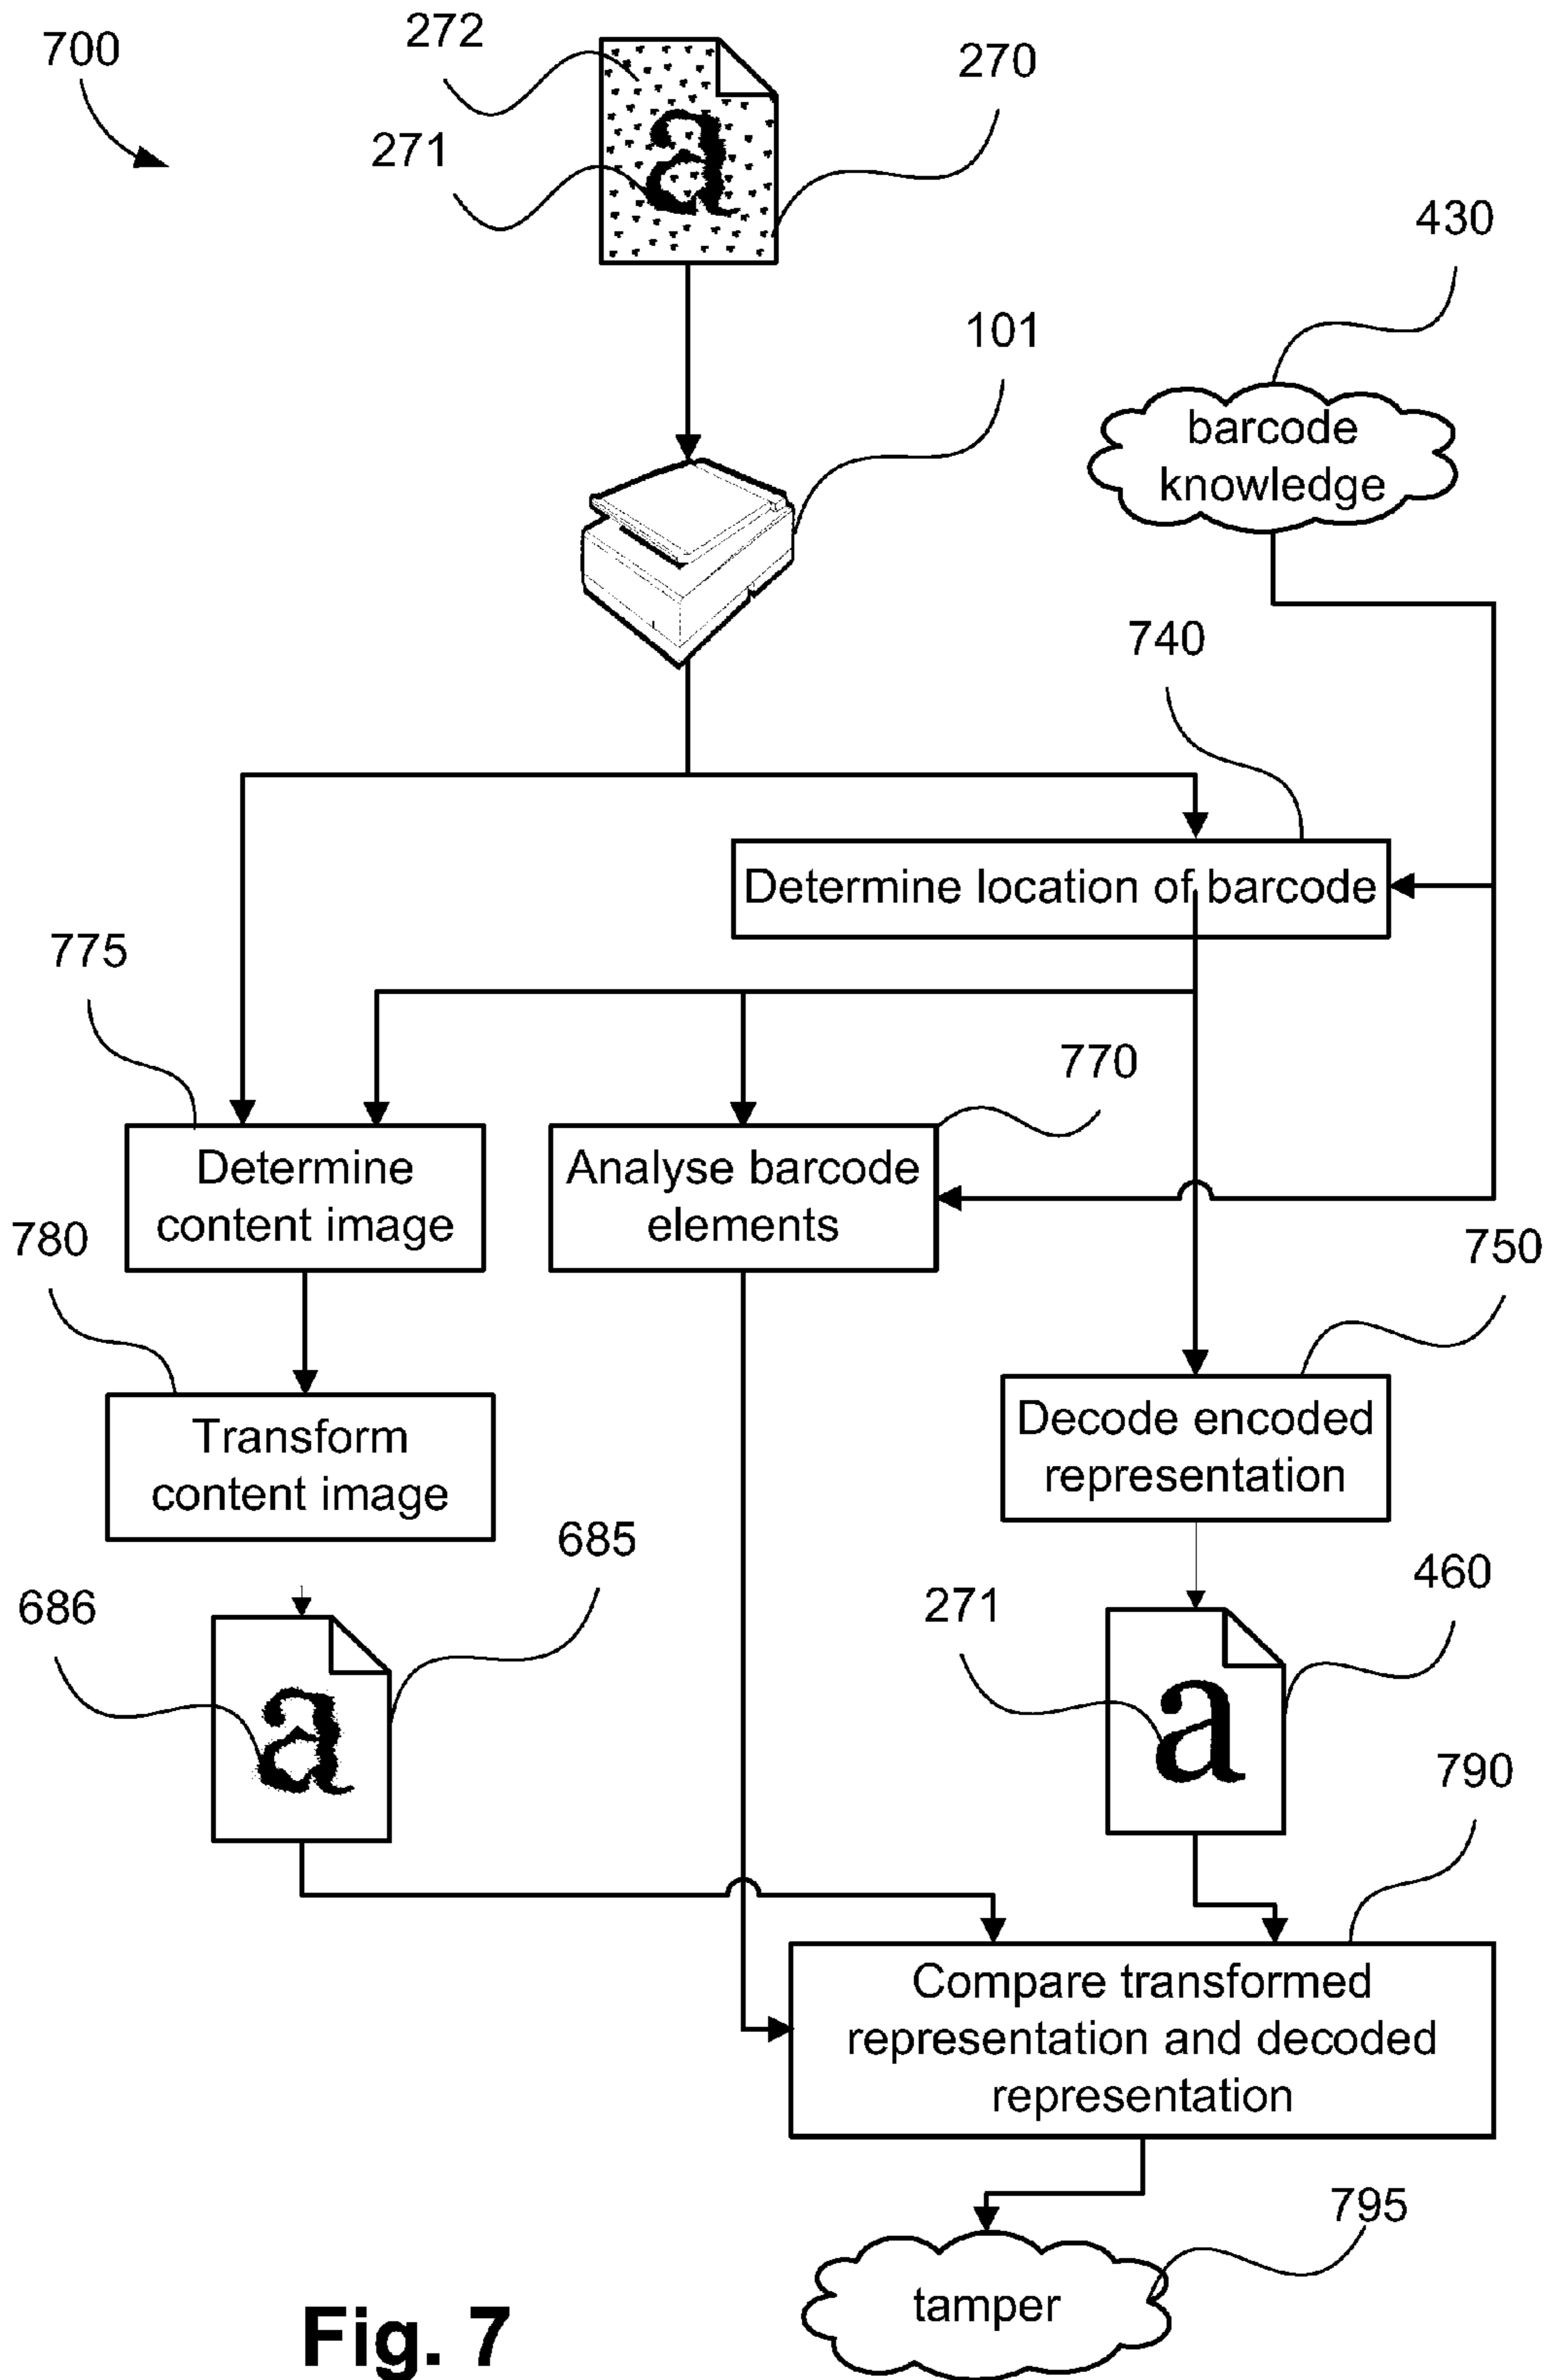 700
272
270
271
a
101
430
barcode
knowledge
740
Determine location of barcode
775
770
Determine
content image
Analyse barcode
elements
780
750
Transform
content image
Decode encoded
representation
685
686
460
271
a
a
790
Compare transformed
representation and decoded
representation
795
tamper
Fig. 7